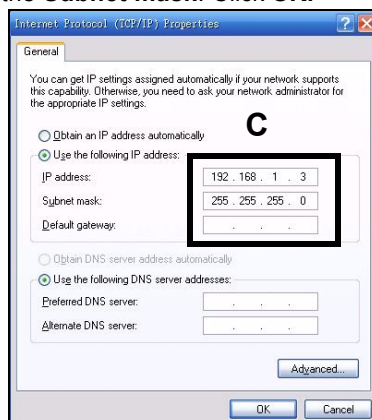 the Subnet mask. Click OK.
Internet Protocol (TCP/IP) Properties
General
You can get IP settings assigned automatically if your network supports
this capability. Otherwise, you need to ask your network administrator for
the appropriate IP settings.
Obtain an IP address automatically
C
Use the following IP address:
IP address: 192 . 168 . 1 . 3
Subnet mask: 255 . 255 . 255 . 0
Default gateway: . . .
Obtain DNS server address automatically
Use the following DNS server addresses:
Preferred DNS server: . . .
Alternate DNS server: . . .
Advanced...
OK Cancel